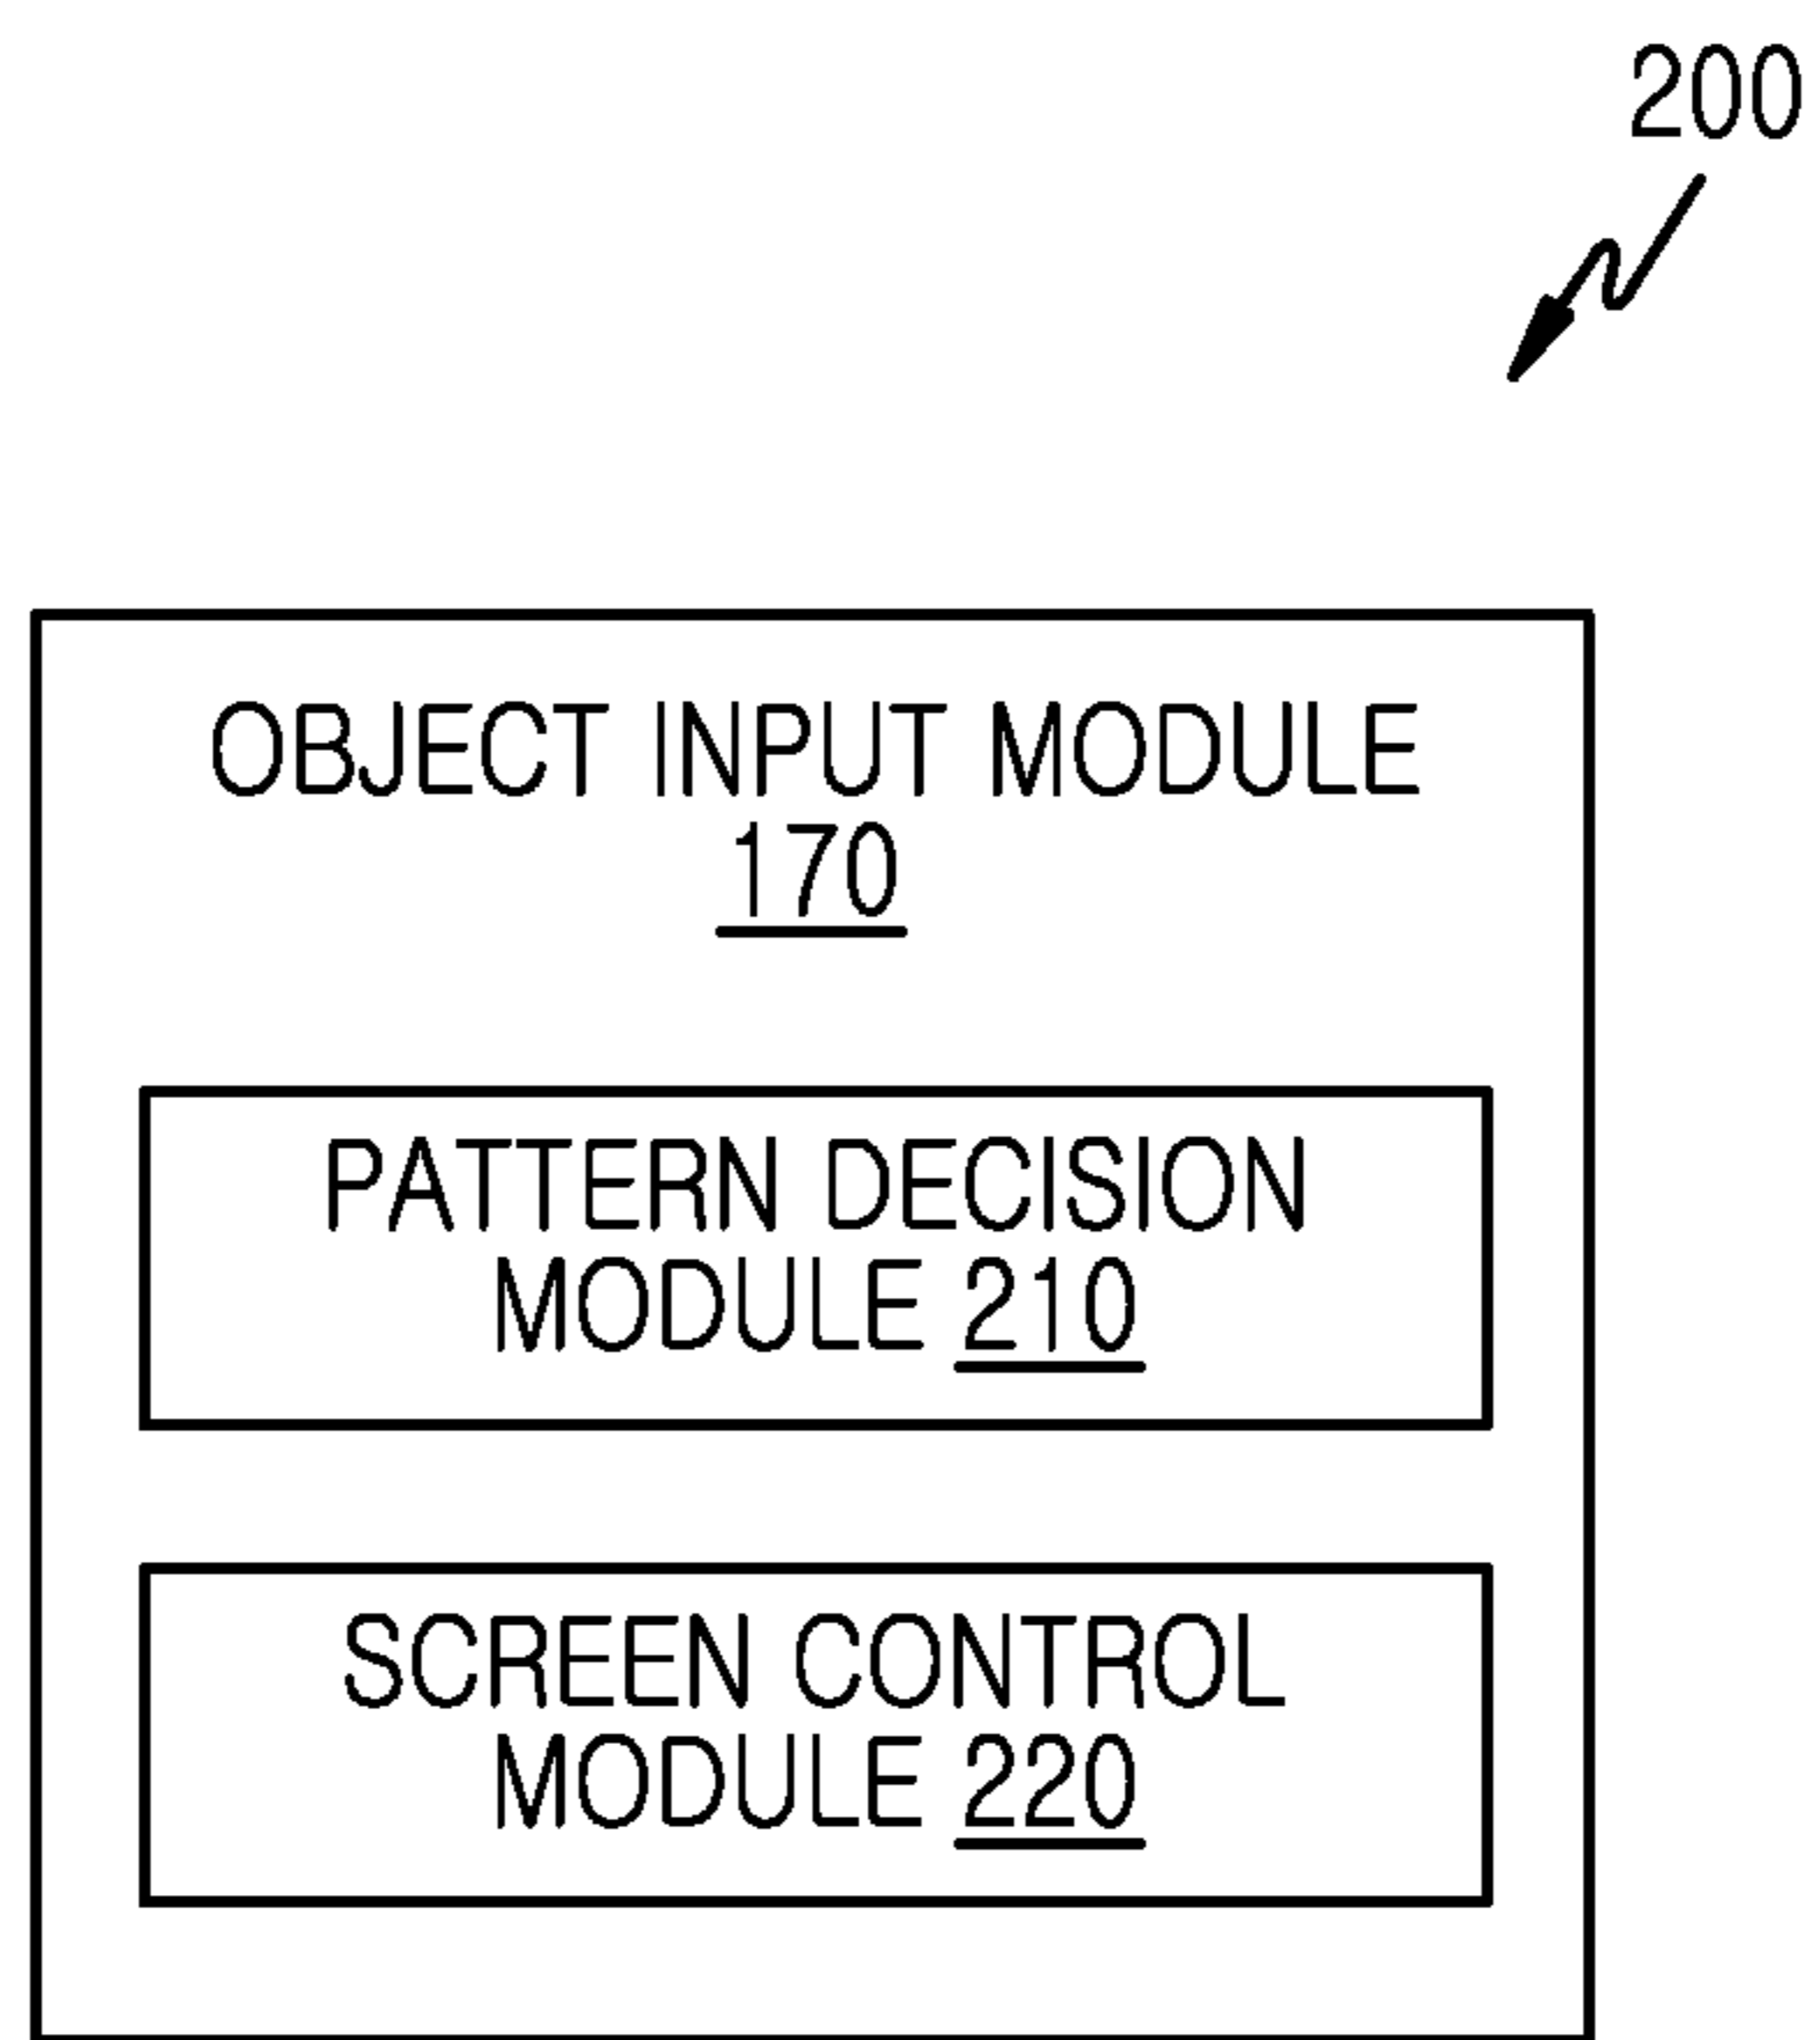 200
OBJECT INPUT MODULE
170
PATTERN DECISION
MODULE 210
SCREEN CONTROL
MODULE 220